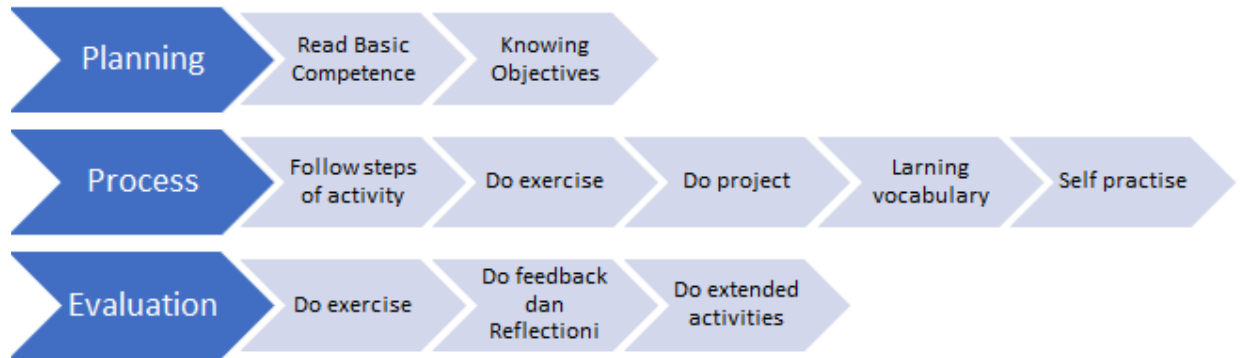 Planning
Read Basic
Competence
Knowing
Objectives
Process
Follow steps
of activity
Do exercise
Do project
Larning
vocabulary
Self practise
Evaluation
Do exercise
Do feedback
dan
Reflectioni
Do extended
activities